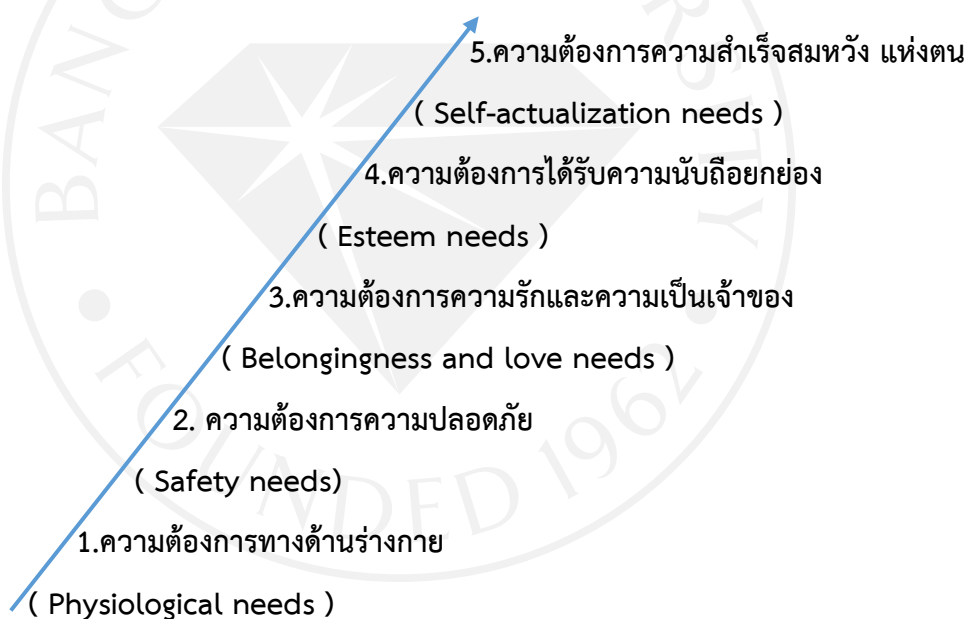 5.ความต้องการความสำเร็จสมหวัง แห่งตน
( Self-actualization needs )
4.ความต้องการได้รับความนับถือยกย่อง
( Esteem needs )
3.ความต้องการความรักและความเป็นเจ้าของ
( Belongingness and love needs )
2. ความต้องการความปลอดภัย
( Safety needs)
1.ความต้องการทางด้านร่างกาย
( Physiological needs )
FOUNDED 1962